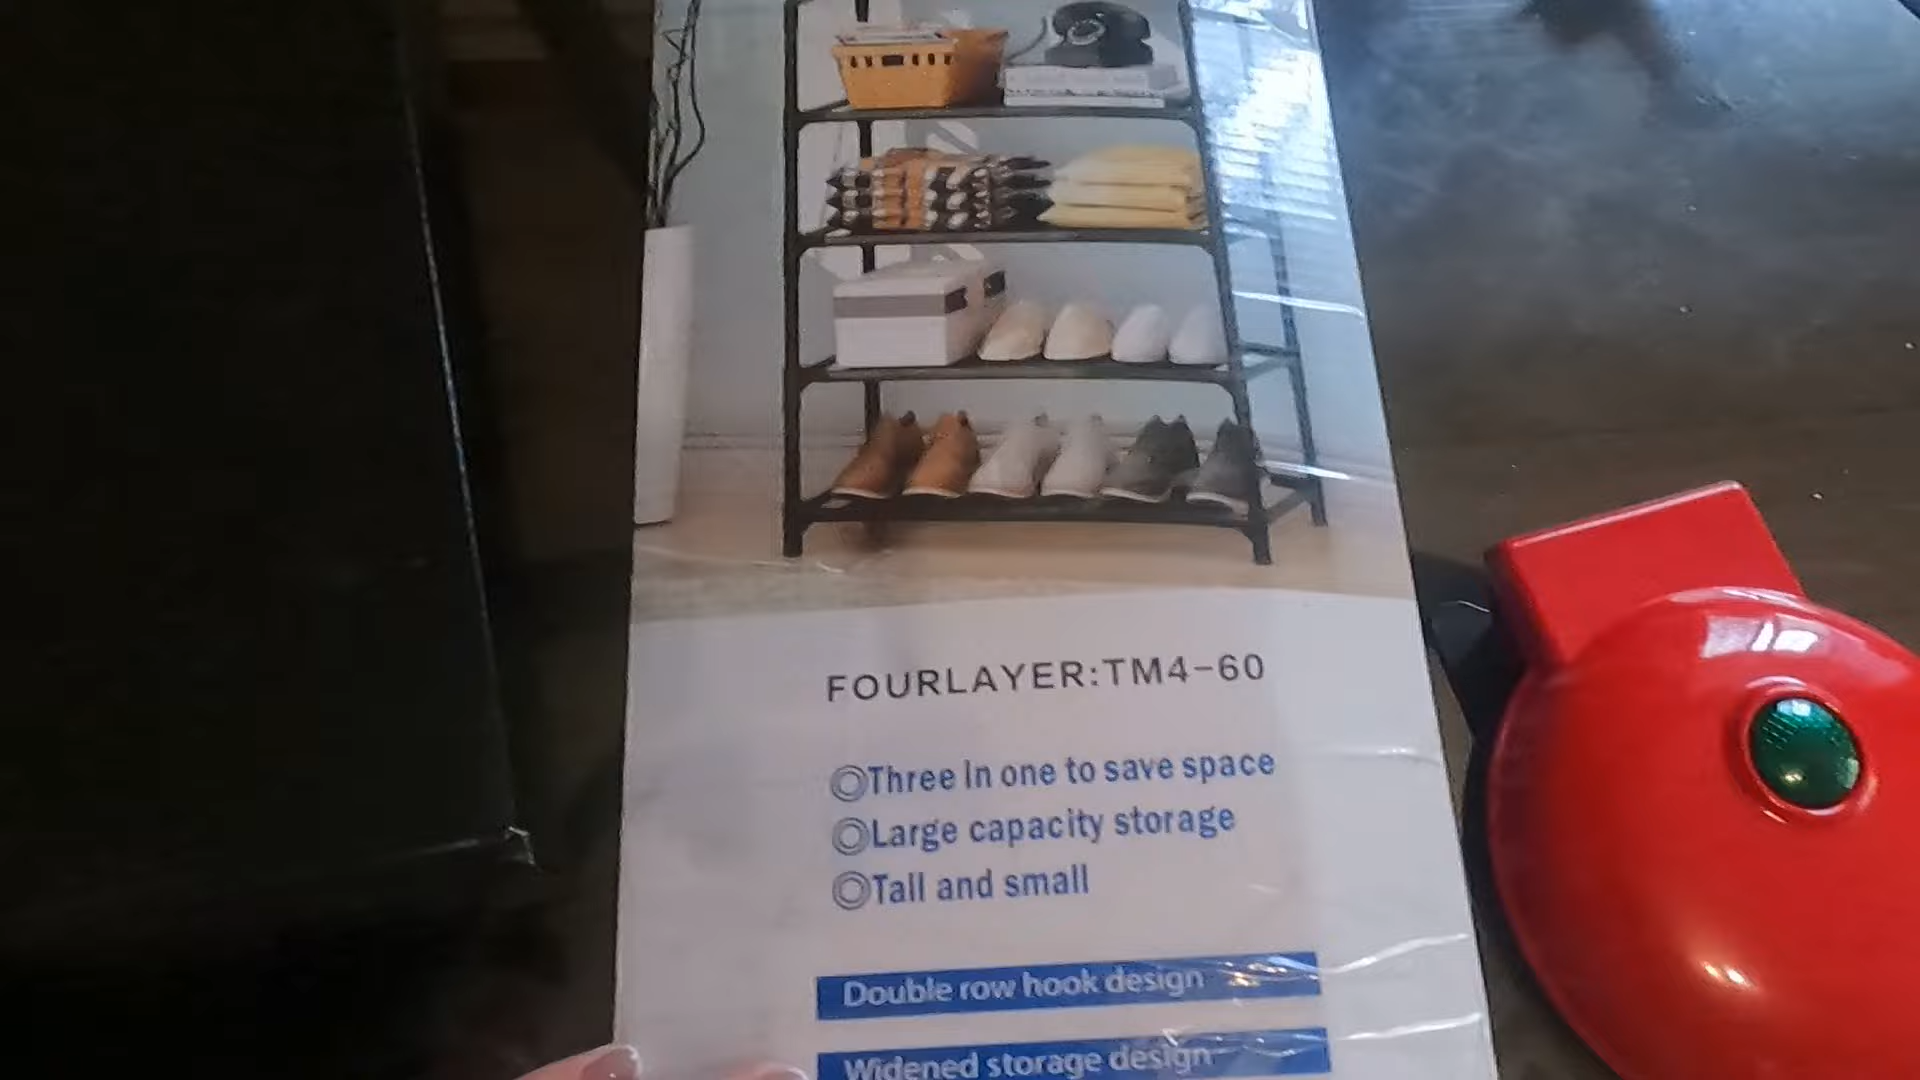 FOURLAYER:TM4-60
◎Three in one to save space
◎Large capacity storage
◎Tall and small
Double row hook design
Widened storage design